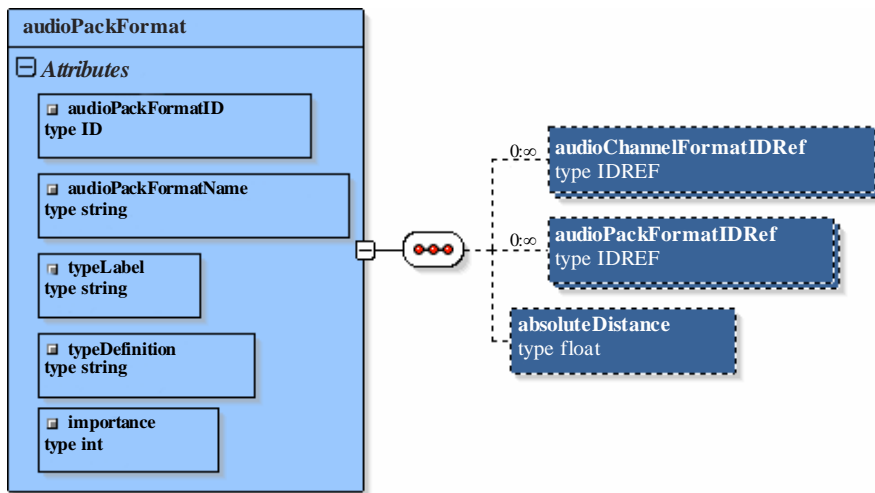 audioPackFormat
Attributes
audioPackFormatID
type ID
audioPackFormatName
type string
typeLabel
type string
typeDefinition
type string
importance
type int
0:∞
audioChannelFormatIDRef
type IDREF
0:∞
audioPackFormatIDRef
type IDREF
absoluteDistance
type float